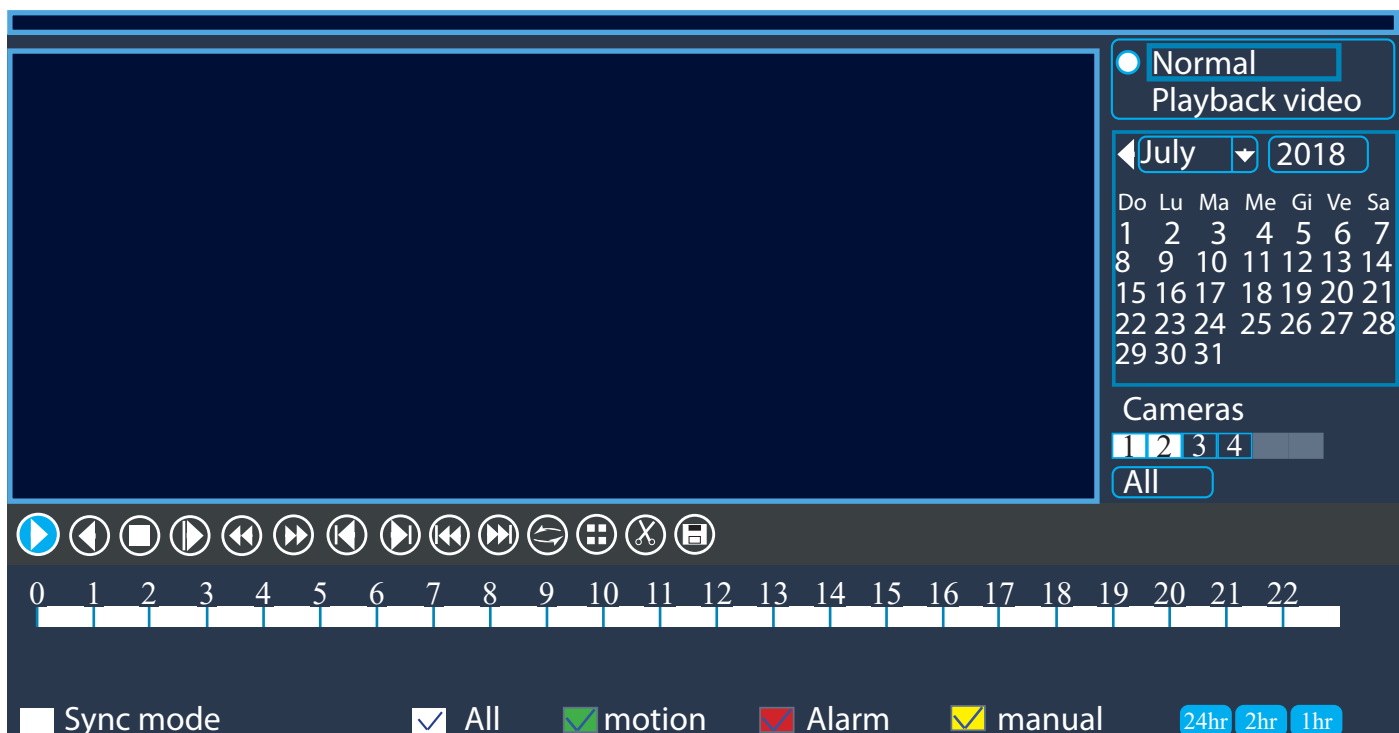 Normal
Playback video
July 2018
Do Lu Ma Me Gi Ve Sa
1 2 3 4 5 6 7
8 9 10 11 12 13 14
15 16 17 18 19 20 21
22 23 24 25 26 27 28
29 30 31
Cameras
1 2 3 4
All
0 1 2 3 4 5 6 7 8 9 10 11 12 13 14 15 16 17 18 19 20 21 22
Sync mode All motion Alarm manual 24hr 2hr 1hr